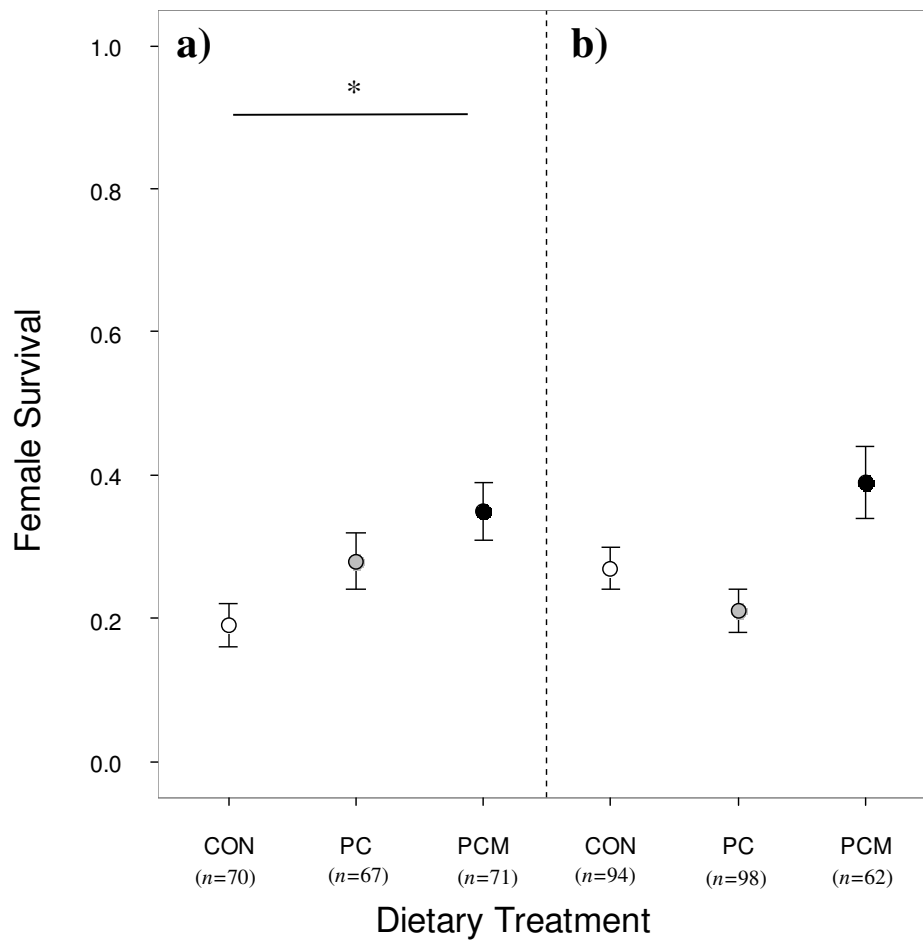 a) b)
*
1.0
0.8
0.6
0.4
0.2
0.0
Female Survival
CON PC PCM CON PC PCM
(n=70) (n=67) (n=71) (n=94) (n=98) (n=62)
Dietary Treatment